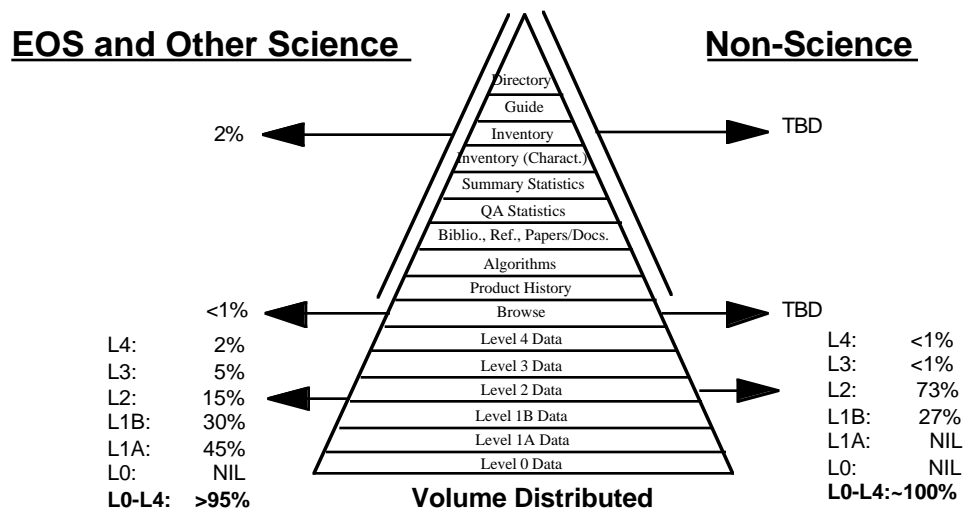 EOS and Other Science
Non-Science
Directory
Guide
2%
Inventory
TBD
Inventory (Charact.)
Summary Statistics
QA Statistics
Biblio., Ref., Papers/Docs.
Algorithms
Product History
<1%
Browse
TBD
L4: 2%
Level 4 Data
L4: <1%
L3: 5%
Level 3 Data
L3: <1%
L2: 15%
Level 2 Data
L2: 73%
L1B: 30%
Level 1B Data
L1B: 27%
L1A: 45%
Level 1A Data
L1A: NIL
L0: NIL
Level 0 Data
L0: NIL
L0-L4: >95%
Volume Distributed
L0-L4:~100%